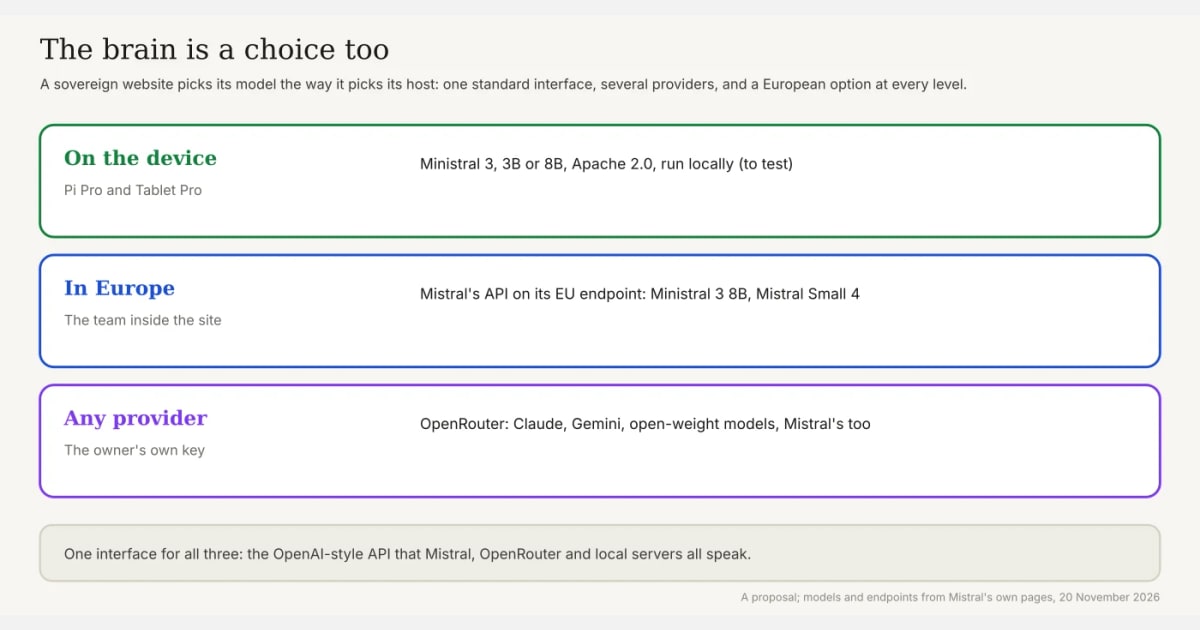 The brain is a choice too
A sovereign website picks its model the way it picks its host: one standard interface, several providers, and a European option at every level.
On the device
Ministral 3, 3B or 8B, Apache 2.0, run locally (to test)
Pi Pro and Tablet Pro
In Europe
Mistral's API on its EU endpoint: Ministral 3 8B, Mistral Small 4
The team inside the site
Any provider
OpenRouter: Claude, Gemini, open-weight models, Mistral's too
The owner's own key
One interface for all three: the OpenAI-style API that Mistral, OpenRouter and local servers all speak.
A proposal; models and endpoints from Mistral's own pages, 20 November 2026